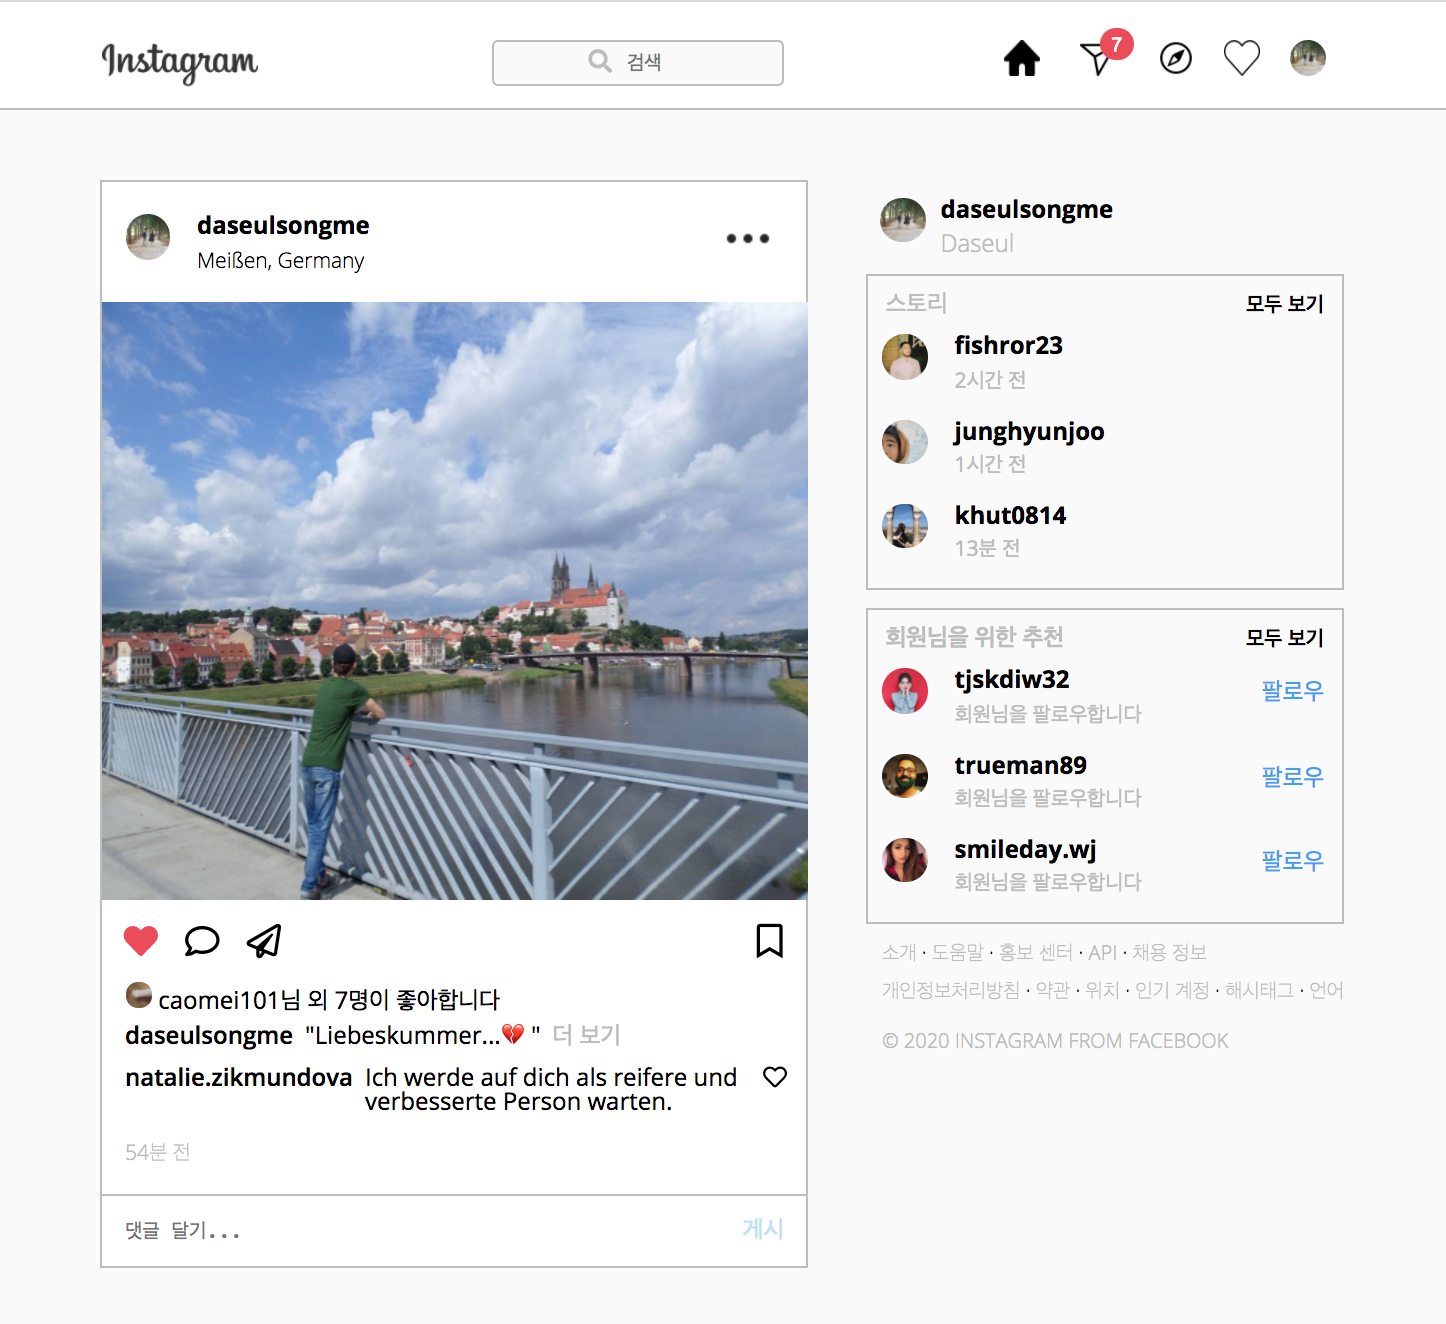 Instagram
검색
7
daseulsongme
Meißen, Germany
caomei101님 외 7명이 좋아합니다
daseulsongme "Liebeskummer...💔 " 더 보기
natalie.zikmundova Ich werde auf dich als reifere und
verbesserte Person warten.
54분 전
댓글 달기...
게시
daseulsongme
Daseul
스토리
모두 보기
fishror23
2시간 전
junghyunjoo
1시간 전
khut0814
13분 전
회원님을 위한 추천
모두 보기
tjskdiw32
회원님을 팔로우합니다
팔로우
trueman89
회원님을 팔로우합니다
팔로우
smileday.wj
회원님을 팔로우합니다
팔로우
소개 · 도움말 · 홍보 센터 · API · 채용 정보
개인정보처리방침 · 약관 · 위치 · 인기 계정 · 해시태그 · 언어
© 2020 INSTAGRAM FROM FACEBOOK